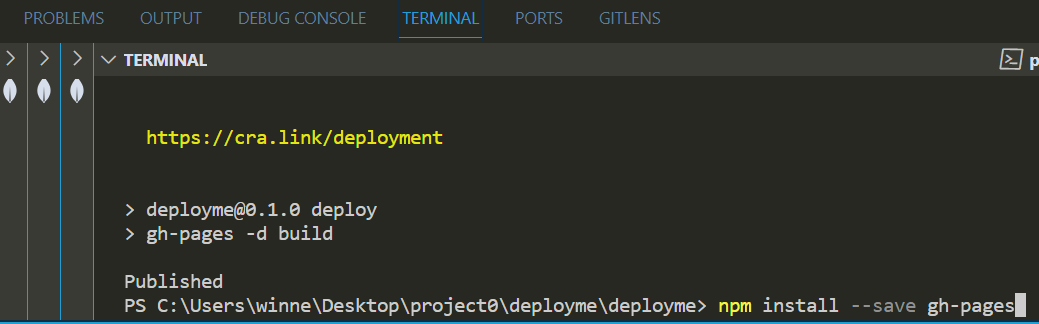 PROBLEMS OUTPUT DEBUG CONSOLE TERMINAL PORTS GITLENS
TERMINAL p
https://cra.link/deployment
> deployme@0.1.0 deploy
> gh-pages -d build
Published
PS C:\Users\winne\Desktop\project0\deployme\deployme> npm install --save gh-pages